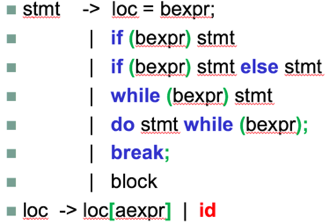 stmt -> loc = bexpr;
| if (bexpr) stmt
| if (bexpr) stmt else stmt
| while (bexpr) stmt
| do stmt while (bexpr);
| break;
| block
loc -> loc[aexpr] | id